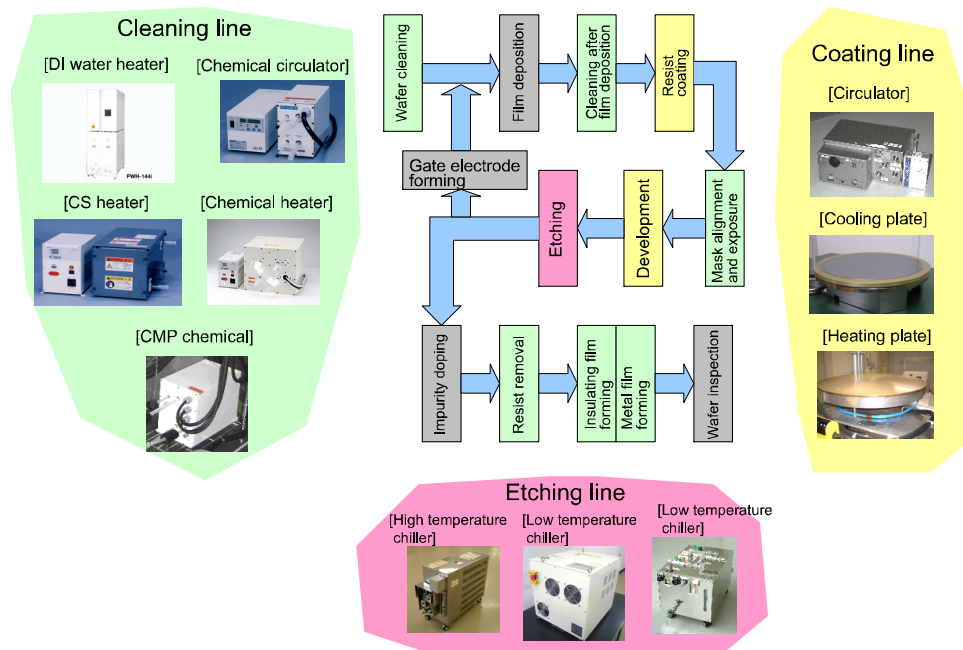 Cleaning line
[DI water heater]
[Chemical circulator]
PWH-144i
[CS heater]
[Chemical heater]
[CMP chemical]
Wafer cleaning
Film deposition
Cleaning after
film deposition
Resist
coating
Gate electrode
forming
Etching
Development
Mask alignment
and exposure
Impurity doping
Resist removal
Insulating film
forming
Metal film
forming
Wafer inspection
Coating line
[Circulator]
[Cooling plate]
[Heating plate]
Etching line
[High temperature
chiller]
[Low temperature
chiller]
[Low temperature
chiller]